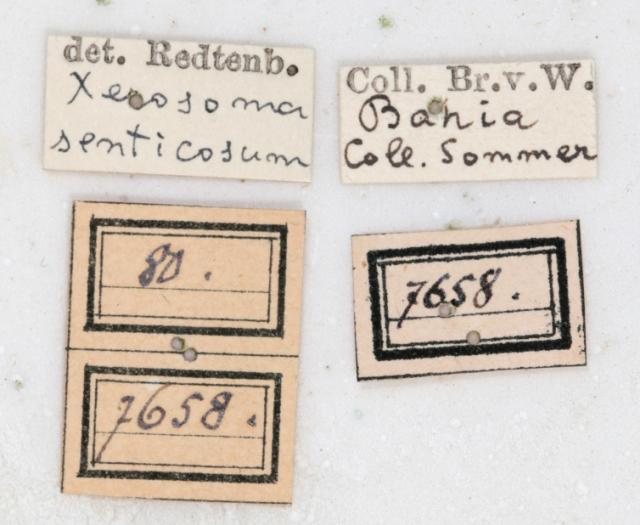 det. Redtenb.
Xerosoma
senticosum
Coll. Br.v.W.
Bahia
Coll. Sommer
80.
7658.
7658.